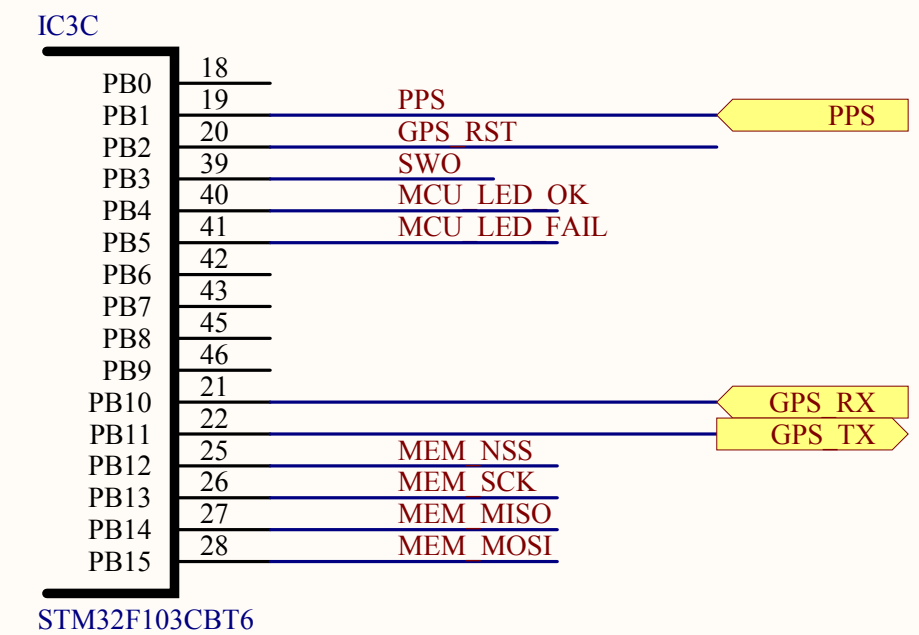 IC3C
PB0 18
PB1 19 PPS PPS
PB2 20 GPS_RST
PB3 39 SWO
PB4 40 MCU_LED_OK
PB5 41 MCU_LED_FAIL
PB6 42
PB7 43
PB8 45
PB9 46
PB10 21 GPS_RX
PB11 22 GPS_TX
PB12 25 MEM_NSS
PB13 26 MEM_SCK
PB14 27 MEM_MISO
PB15 28 MEM_MOSI
STM32F103CBT6